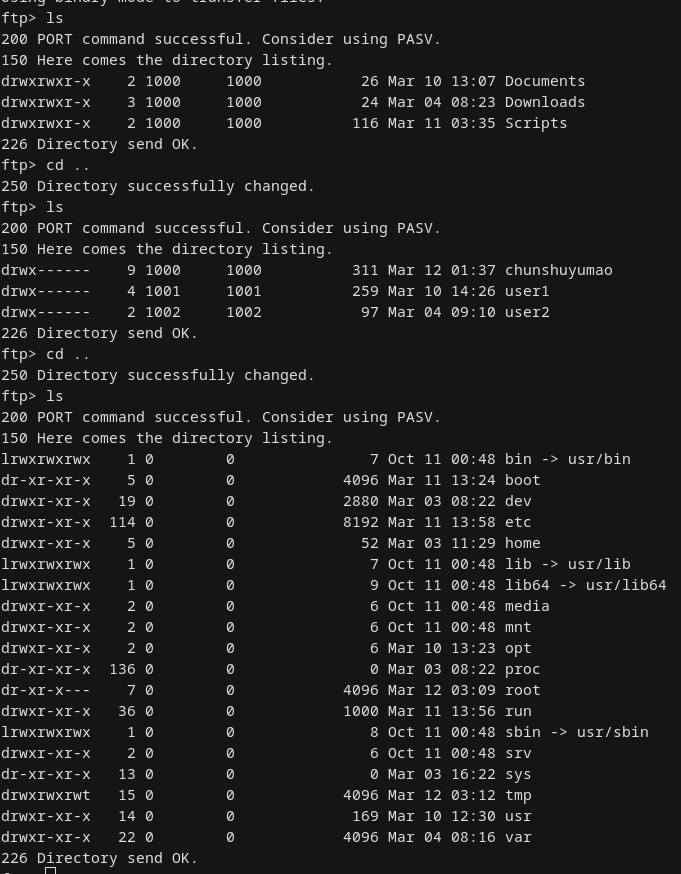 using binary mode to transfer files.
ftp> ls
200 PORT command successful. Consider using PASV.
150 Here comes the directory listing.
drwxrwxr-x    2 1000     1000           26 Mar 10 13:07 Documents
drwxrwxr-x    3 1000     1000           24 Mar 04 08:23 Downloads
drwxrwxr-x    2 1000     1000          116 Mar 11 03:35 Scripts
226 Directory send OK.
ftp> cd ..
250 Directory successfully changed.
ftp> ls
200 PORT command successful. Consider using PASV.
150 Here comes the directory listing.
drwx------    9 1000     1000          311 Mar 12 01:37 chunshuyumao
drwx------    4 1001     1001          259 Mar 10 14:26 user1
drwx------    2 1002     1002           97 Mar 04 09:10 user2
226 Directory send OK.
ftp> cd ..
250 Directory successfully changed.
ftp> ls
200 PORT command successful. Consider using PASV.
150 Here comes the directory listing.
lrwxrwxrwx    1 0        0               7 Oct 11 00:48 bin -> usr/bin
dr-xr-xr-x    5 0        0            4096 Mar 11 13:24 boot
drwxr-xr-x   19 0        0            2880 Mar 03 08:22 dev
drwxr-xr-x  114 0        0            8192 Mar 11 13:58 etc
drwxr-xr-x    5 0        0              52 Mar 03 11:29 home
lrwxrwxrwx    1 0        0               7 Oct 11 00:48 lib -> usr/lib
lrwxrwxrwx    1 0        0               9 Oct 11 00:48 lib64 -> usr/lib64
drwxr-xr-x    2 0        0               6 Oct 11 00:48 media
drwxr-xr-x    2 0        0               6 Oct 11 00:48 mnt
drwxr-xr-x    2 0        0               6 Mar 10 13:23 opt
dr-xr-xr-x  136 0        0               0 Mar 03 08:22 proc
dr-xr-x---    7 0        0            4096 Mar 12 03:09 root
drwxr-xr-x   36 0        0            1000 Mar 11 13:56 run
lrwxrwxrwx    1 0        0               8 Oct 11 00:48 sbin -> usr/sbin
drwxr-xr-x    2 0        0               6 Oct 11 00:48 srv
dr-xr-xr-x   13 0        0               0 Mar 03 16:22 sys
drwxrwxrwt   15 0        0            4096 Mar 12 03:12 tmp
drwxr-xr-x   14 0        0             169 Mar 10 12:30 usr
drwxr-xr-x   22 0        0            4096 Mar 04 08:16 var
226 Directory send OK.